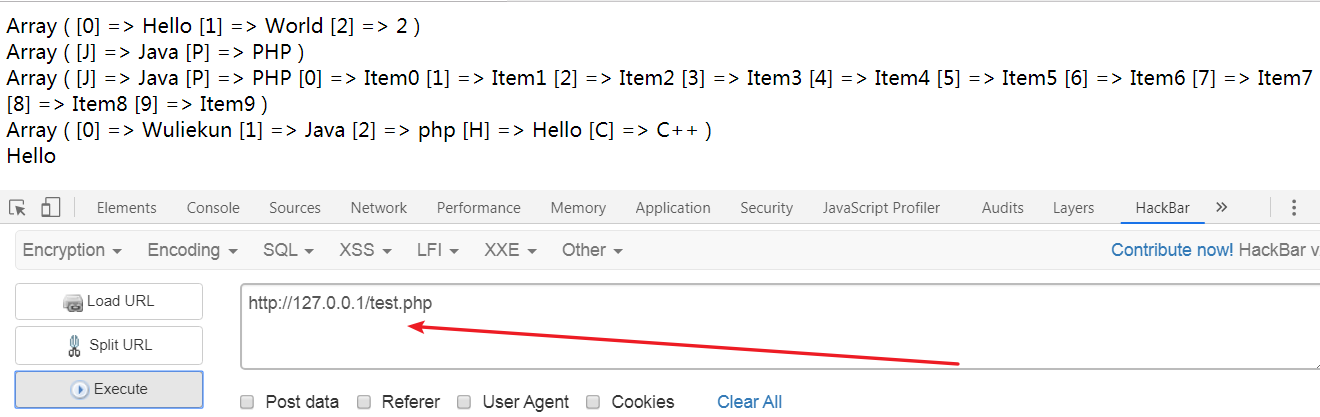 Array ( [0] => Hello [1] => World [2] => 2 )
Array ( [J] => Java [P] => PHP )
Array ( [J] => Java [P] => PHP [0] => Item0 [1] => Item1 [2] => Item2 [3] => Item3 [4] => Item4 [5] => Item5 [6] => Item6 [7] => Item7
[8] => Item8 [9] => Item9 )
Array ( [0] => Wuliekun [1] => Java [2] => php [H] => Hello [C] => C++ )
Hello
Elements Console Sources Network Performance Memory Application Security JavaScript Profiler Audits Layers HackBar »
Encryption Encoding SQL XSS LFI XXE Other Contribute now! HackBar v
Load URL
http://127.0.0.1/test.php
Split URL
Execute
Post data Referer User Agent Cookies Clear All